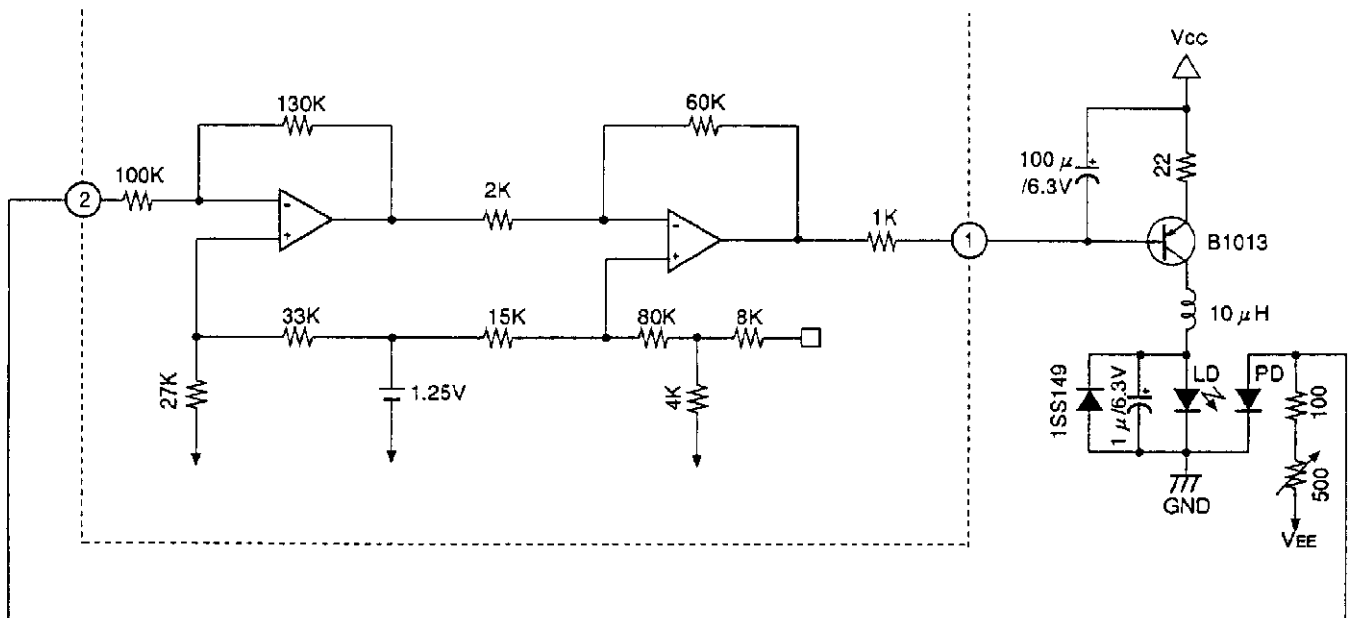 Vcc
130K
60K
100K
2
2K
100 μ
/6.3V
22
-
+
-
+
1K
1
B1013
33K
15K
80K
8K
10 μH
27K
1.25V
4K
1SS149
1 μ/6.3V
+
LD
PD
100
500
GND
VEE